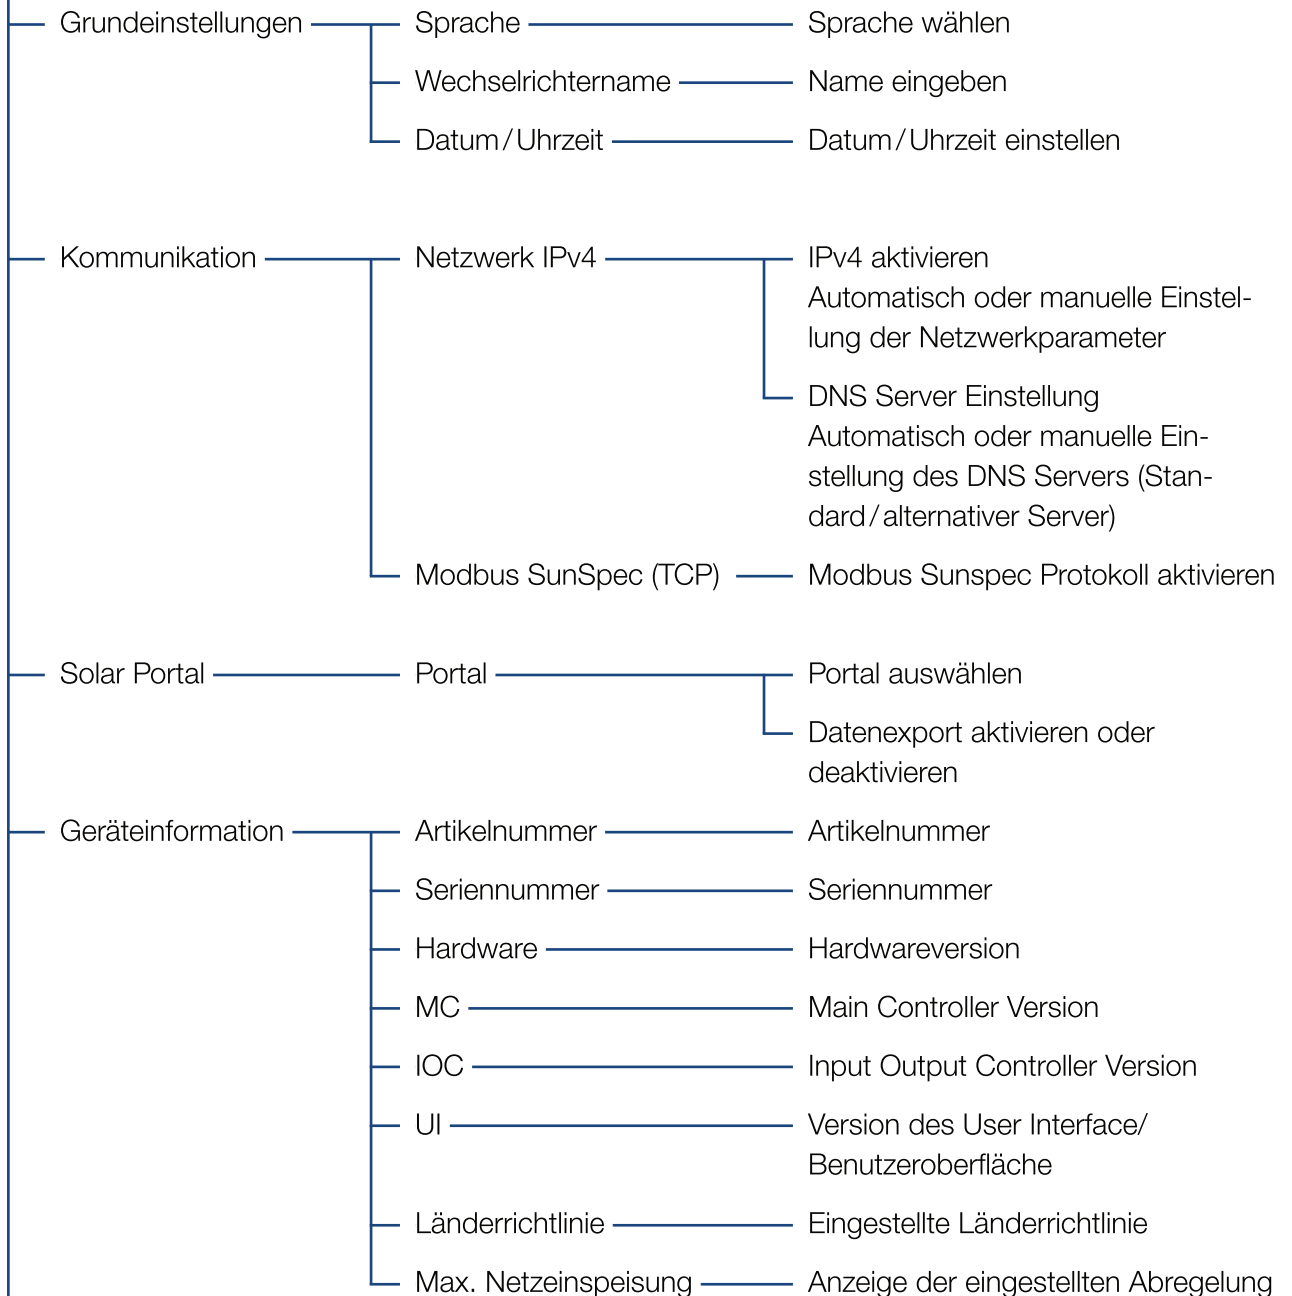 Grundeinstellungen Sprache Sprache wählen
Wechselrichtername Name eingeben
Datum/Uhrzeit Datum/Uhrzeit einstellen
Kommunikation Netzwerk IPv4 IPv4 aktivieren
Automatisch oder manuelle Einstel-
lung der Netzwerkparameter
DNS Server Einstellung
Automatisch oder manuelle Ein-
stellung des DNS Servers (Stan-
dard/alternativer Server)
Modbus SunSpec (TCP) Modbus Sunspec Protokoll aktivieren
Solar Portal Portal Portal auswählen
Datenexport aktivieren oder
deaktivieren
Geräteinformation Artikelnummer Artikelnummer
Seriennummer Seriennummer
Hardware Hardwareversion
MC Main Controller Version
IOC Input Output Controller Version
UI Version des User Interface/
Benutzeroberfläche
Länderrichtlinie Eingestellte Länderrichtlinie
Max. Netzeinspeisung Anzeige der eingestellten Abregelung